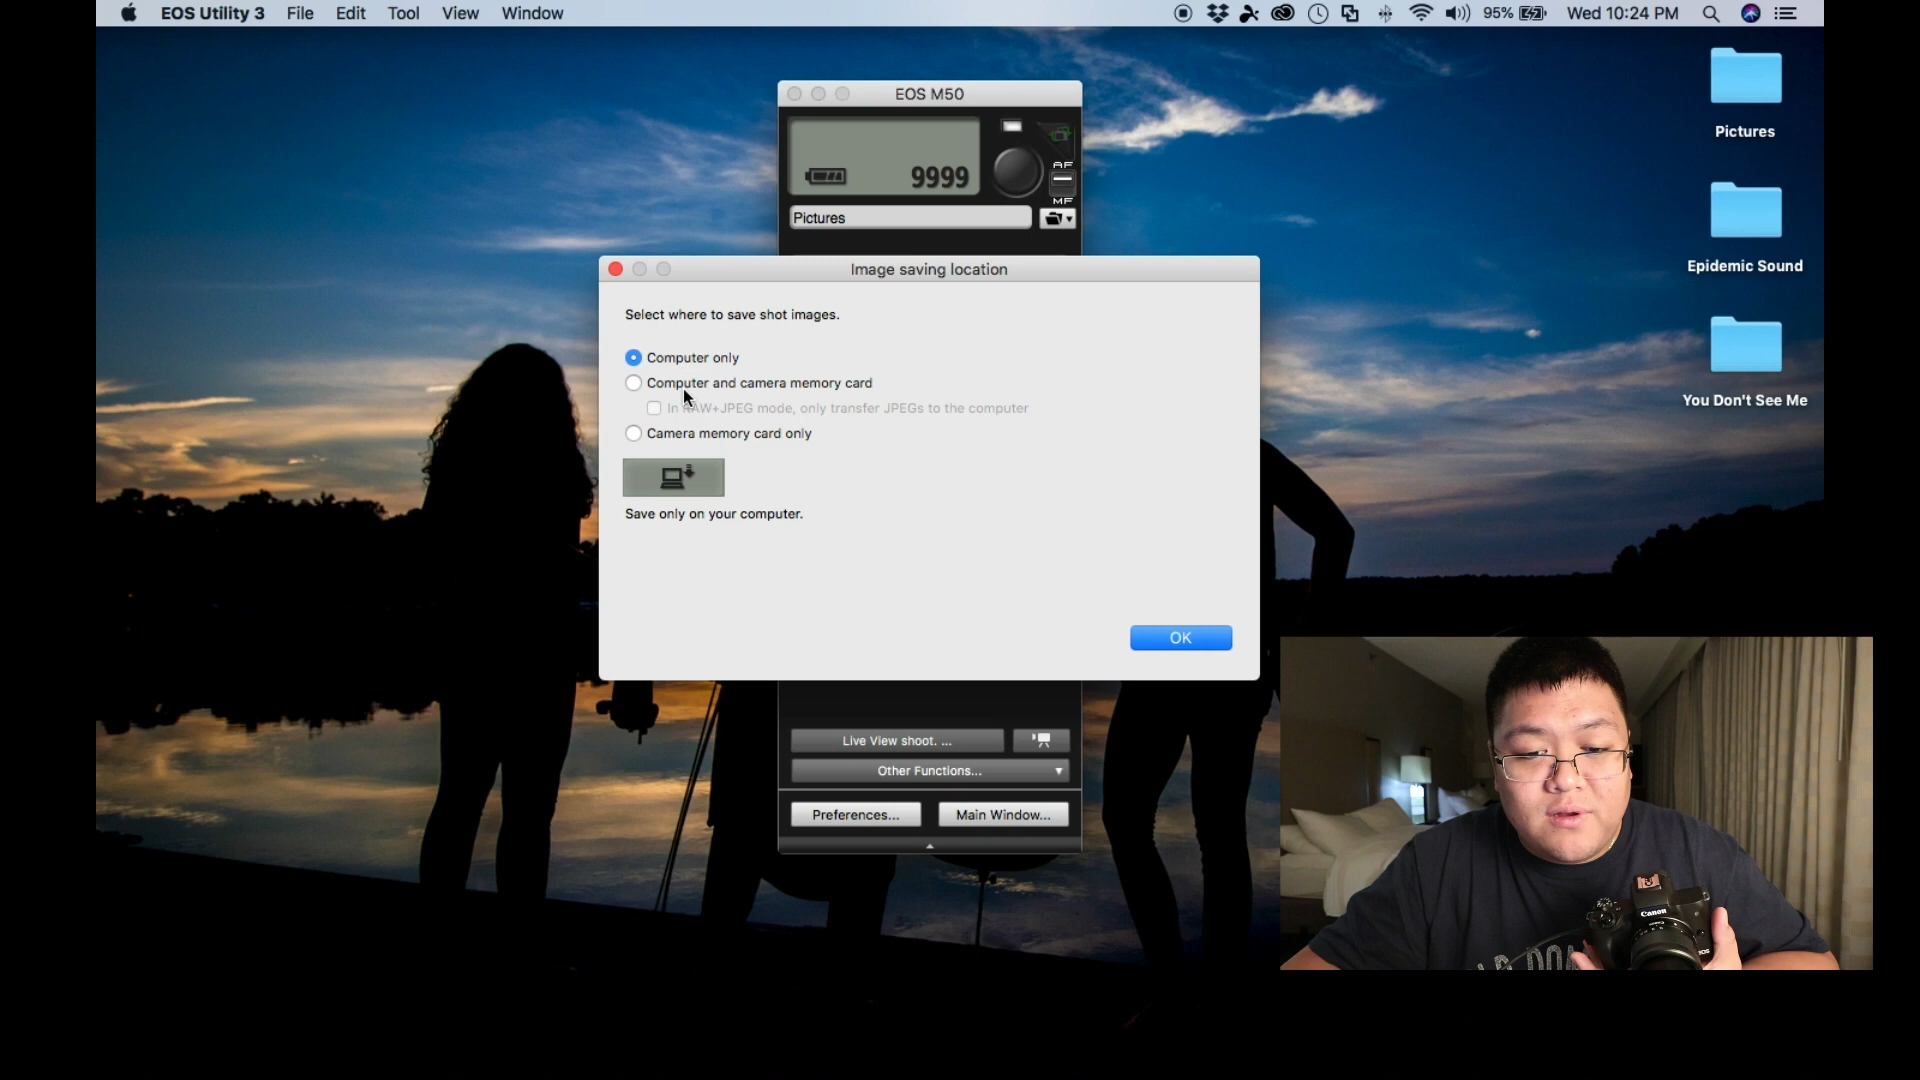 EOS Utility 3 File Edit Tool View Window 95% Wed 10:24 PM
Pictures
Epidemic Sound
You Don't See Me
EOS M50
9999
AF
MF
Pictures
Image saving location
Select where to save shot images.
Computer only
Computer and camera memory card
In RAW+JPEG mode, only transfer JPEGs to the computer
Camera memory card only
Save only on your computer.
OK
Live View shoot. ...
Other Functions...
Preferences... Main Window...
Canon